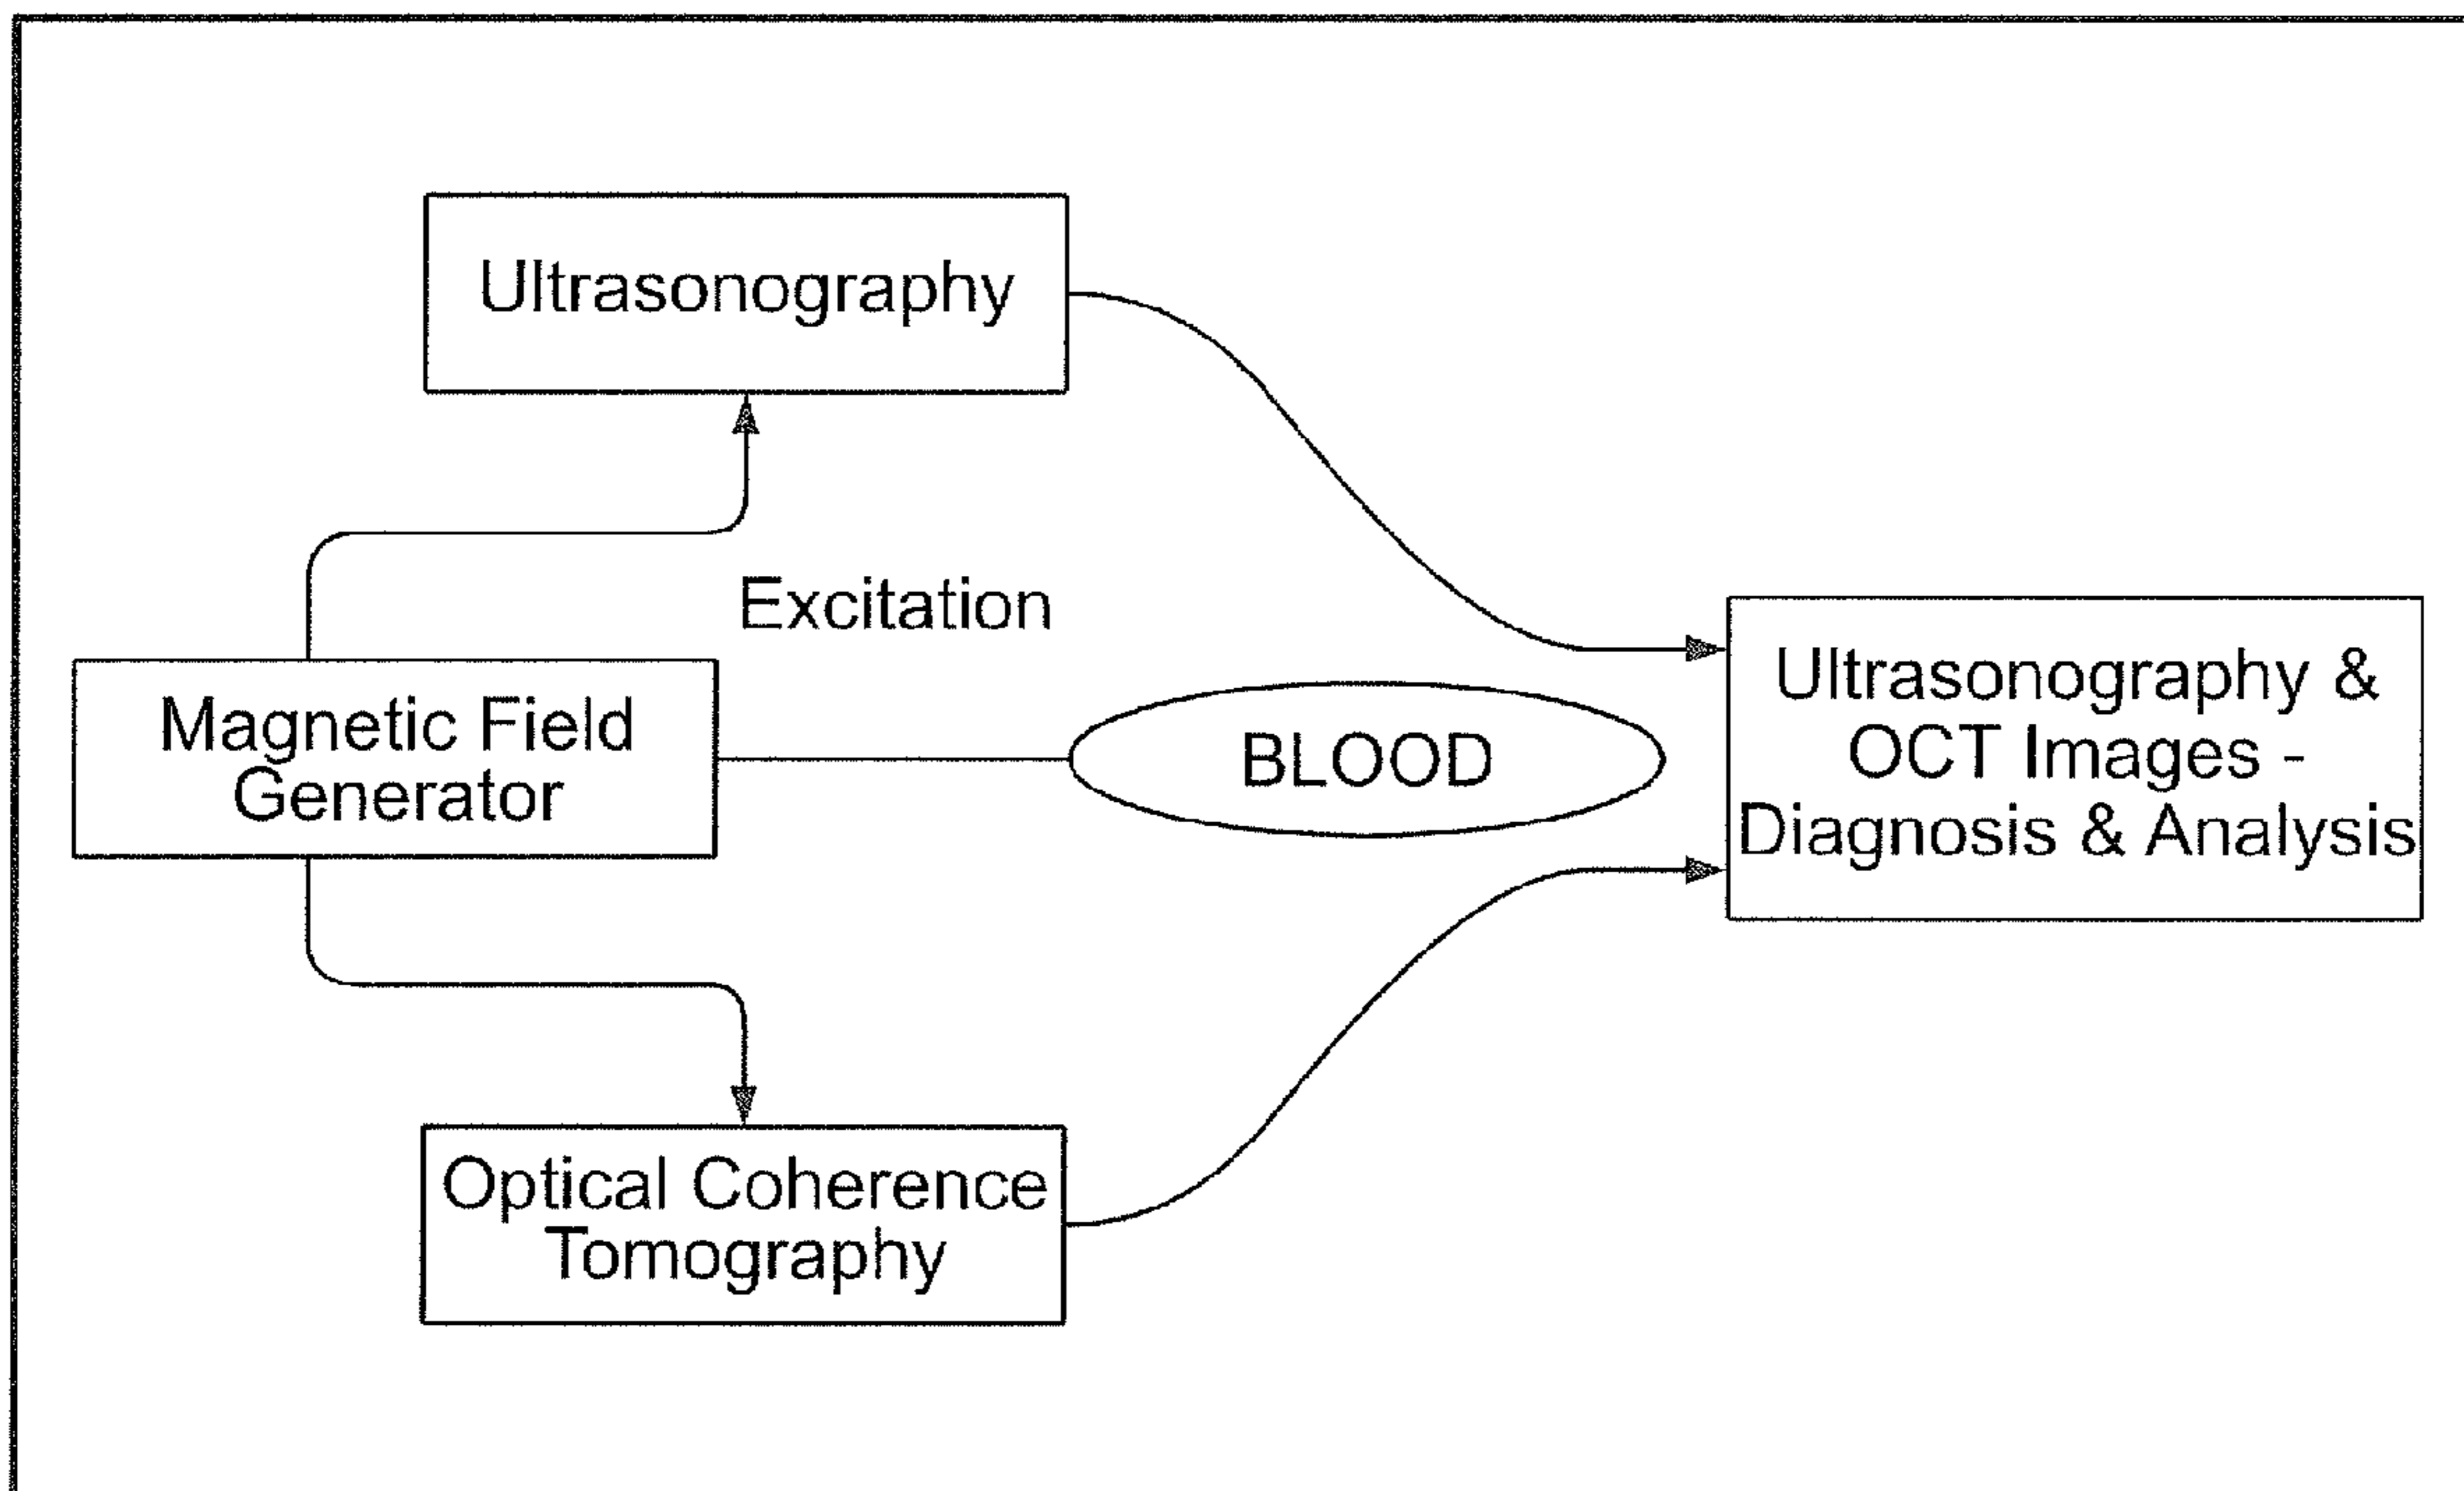 Ultrasonography
Excitation
Magnetic Field
Generator
BLOOD
Ultrasonography &
OCT Images -
Diagnosis & Analysis
Optical Coherence
Tomography